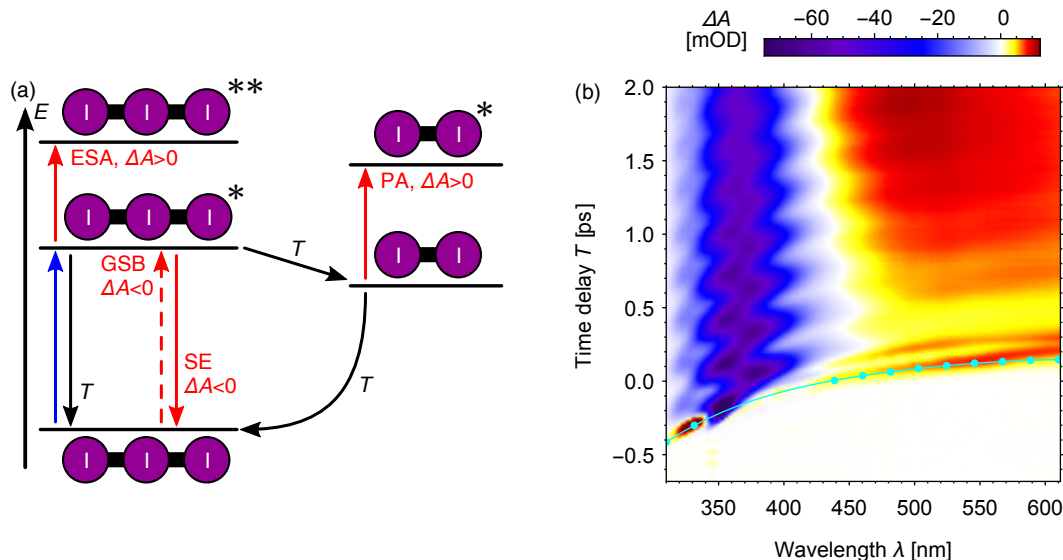 (a)
E
I I I **
ESA, ΔA>0
I I I *
GSB
ΔA<0
SE
ΔA<0
T
I I I
T
I I *
PA, ΔA>0
I I
T
ΔA
[mOD]
−60 −40 −20 0
(b)
Time delay T [ps]
2.0
1.5
1.0
0.5
0.0
−0.5
350 400 450 500 550 600
Wavelength λ [nm]